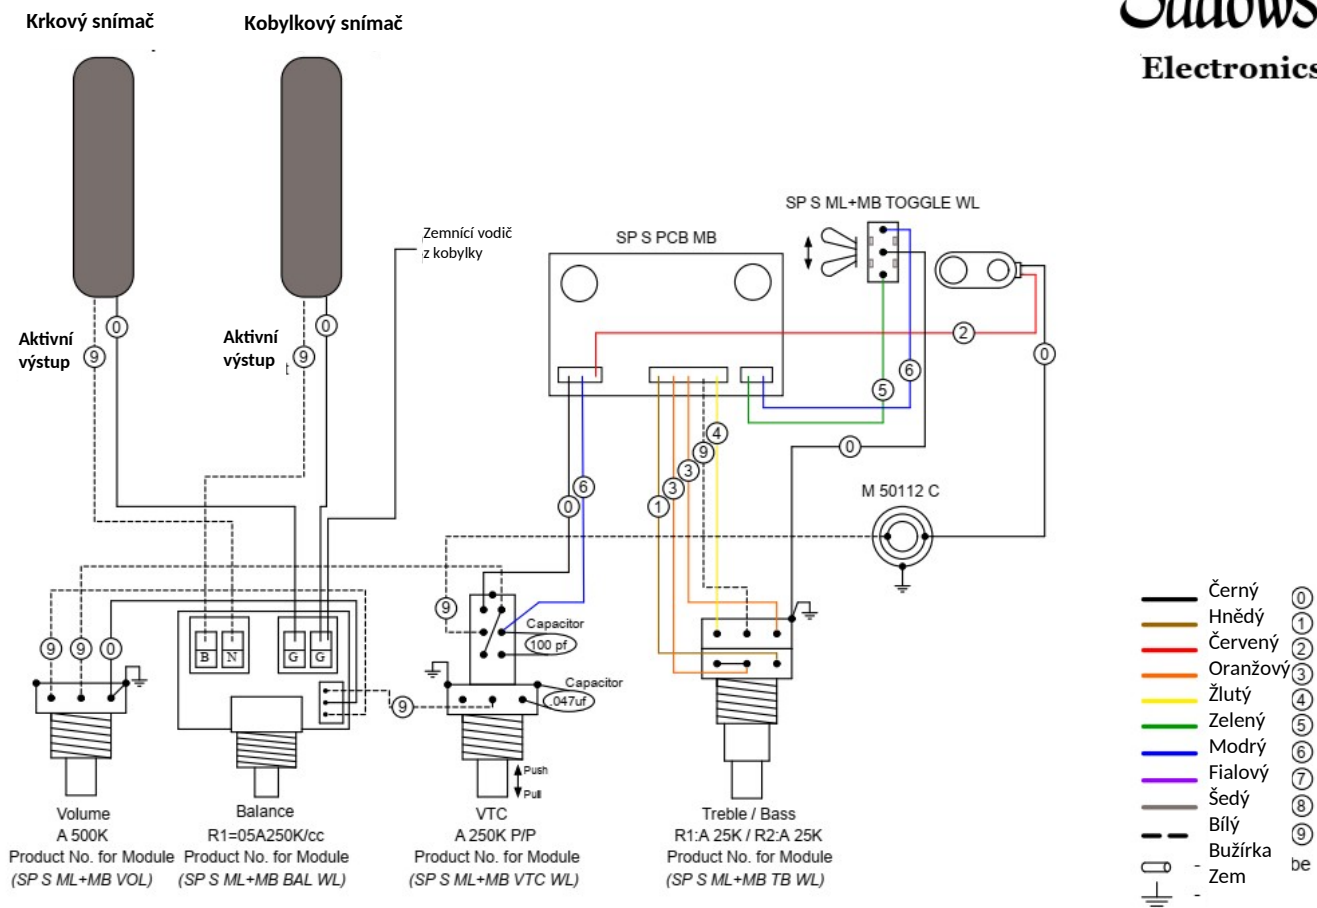 Krkový snímač
Kobylkový snímač
Electronics
Zemnící vodič
z kobylky
SP S PCB MB
SP S ML+MB TOGGLE WL
Aktivní
výstup
0
9
Aktivní
výstup
0
9
2
0
6
5
4
9
3
3
1
6
0
0
M 50112 C
9
9
0
B
N
G
G
9
9
Capacitor
100 pf
Capacitor
.047uf
Push
Pull
Volume
A 500K
Product No. for Module
(SP S ML+MB VOL)
Balance
R1=05A250K/cc
Product No. for Module
(SP S ML+MB BAL WL)
VTC
A 250K P/P
Product No. for Module
(SP S ML+MB VTC WL)
Treble / Bass
R1:A 25K / R2:A 25K
Product No. for Module
(SP S ML+MB TB WL)
Černý 0
Hnědý 1
Červený 2
Oranžový 3
Žlutý 4
Zelený 5
Modrý 6
Fialový 7
Šedý 8
Bílý 9
Bužírka
- be
Zem
-